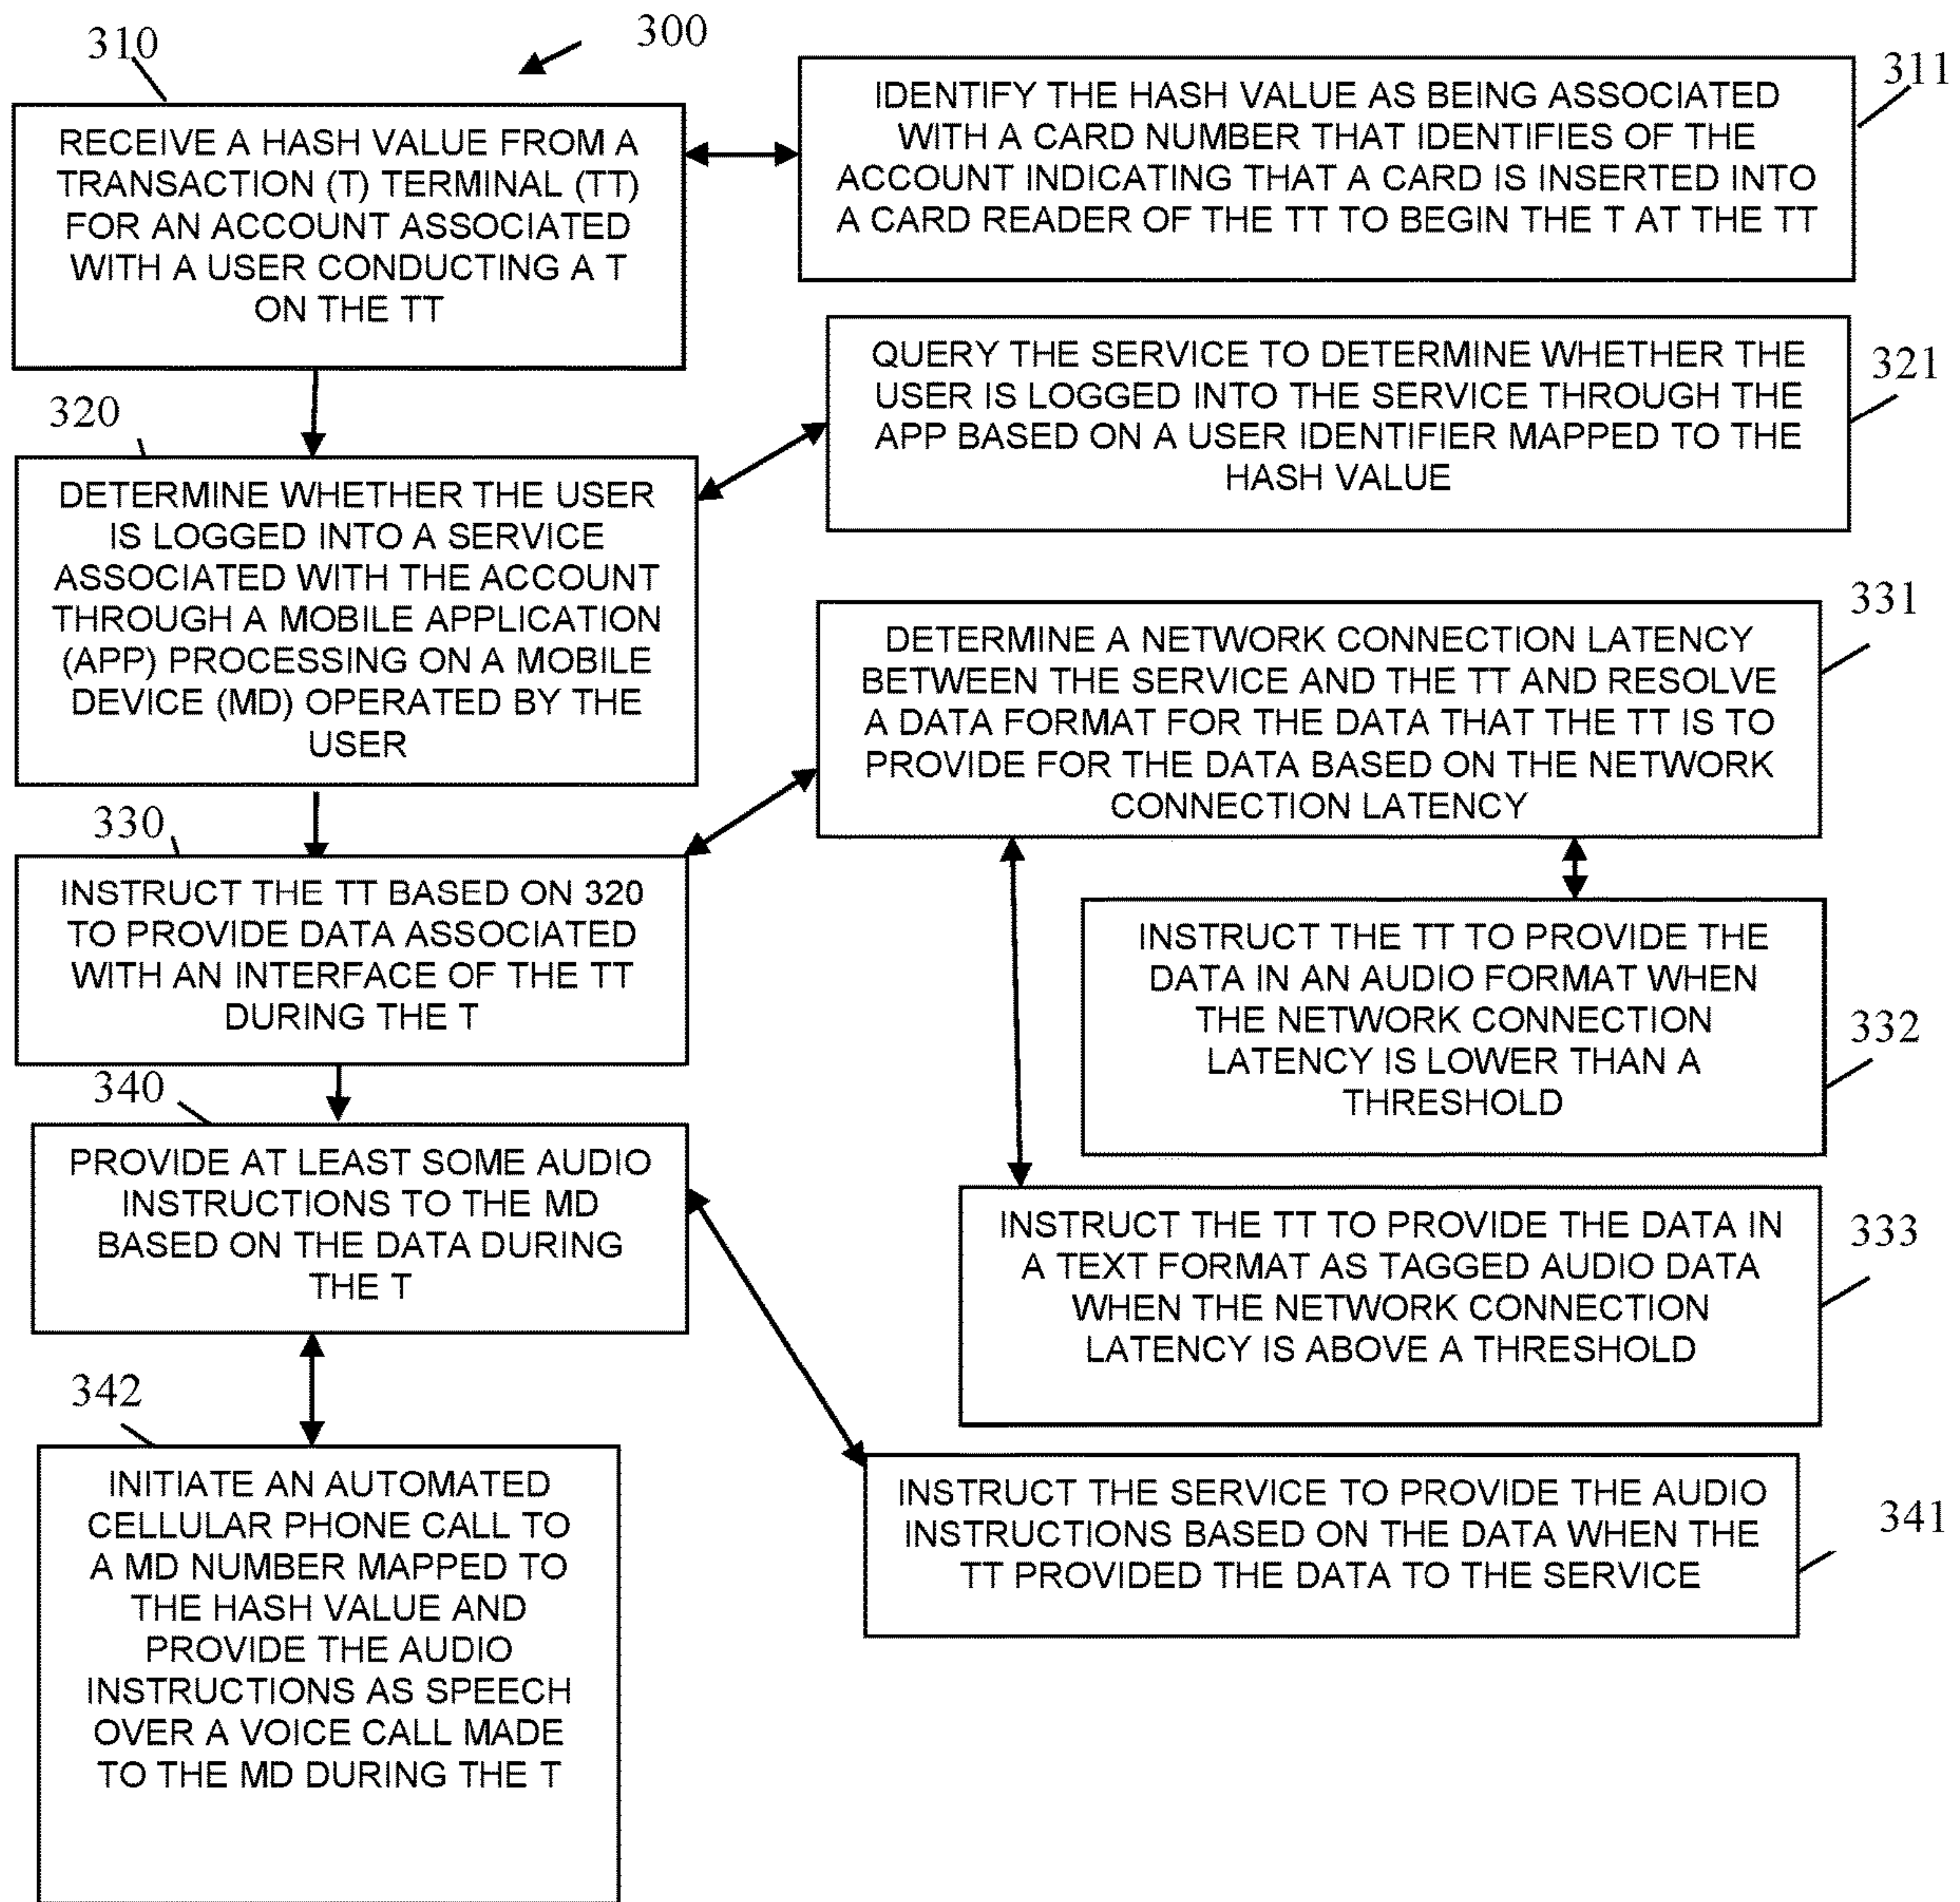 300
310
RECEIVE A HASH VALUE FROM A
TRANSACTION (T) TERMINAL (TT)
FOR AN ACCOUNT ASSOCIATED
WITH A USER CONDUCTING A T
ON THE TT
311
IDENTIFY THE HASH VALUE AS BEING ASSOCIATED
WITH A CARD NUMBER THAT IDENTIFIES OF THE
ACCOUNT INDICATING THAT A CARD IS INSERTED INTO
A CARD READER OF THE TT TO BEGIN THE T AT THE TT
320
DETERMINE WHETHER THE USER
IS LOGGED INTO A SERVICE
ASSOCIATED WITH THE ACCOUNT
THROUGH A MOBILE APPLICATION
(APP) PROCESSING ON A MOBILE
DEVICE (MD) OPERATED BY THE
USER
321
QUERY THE SERVICE TO DETERMINE WHETHER THE
USER IS LOGGED INTO THE SERVICE THROUGH THE
APP BASED ON A USER IDENTIFIER MAPPED TO THE
HASH VALUE
330
INSTRUCT THE TT BASED ON 320
TO PROVIDE DATA ASSOCIATED
WITH AN INTERFACE OF THE TT
DURING THE T
331
DETERMINE A NETWORK CONNECTION LATENCY
BETWEEN THE SERVICE AND THE TT AND RESOLVE
A DATA FORMAT FOR THE DATA THAT THE TT IS TO
PROVIDE FOR THE DATA BASED ON THE NETWORK
CONNECTION LATENCY
332
INSTRUCT THE TT TO PROVIDE THE
DATA IN AN AUDIO FORMAT WHEN
THE NETWORK CONNECTION
LATENCY IS LOWER THAN A
THRESHOLD
333
INSTRUCT THE TT TO PROVIDE THE DATA IN
A TEXT FORMAT AS TAGGED AUDIO DATA
WHEN THE NETWORK CONNECTION
LATENCY IS ABOVE A THRESHOLD
340
PROVIDE AT LEAST SOME AUDIO
INSTRUCTIONS TO THE MD
BASED ON THE DATA DURING
THE T
341
INSTRUCT THE SERVICE TO PROVIDE THE AUDIO
INSTRUCTIONS BASED ON THE DATA WHEN THE
TT PROVIDED THE DATA TO THE SERVICE
342
INITIATE AN AUTOMATED
CELLULAR PHONE CALL TO
A MD NUMBER MAPPED TO
THE HASH VALUE AND
PROVIDE THE AUDIO
INSTRUCTIONS AS SPEECH
OVER A VOICE CALL MADE
TO THE MD DURING THE T